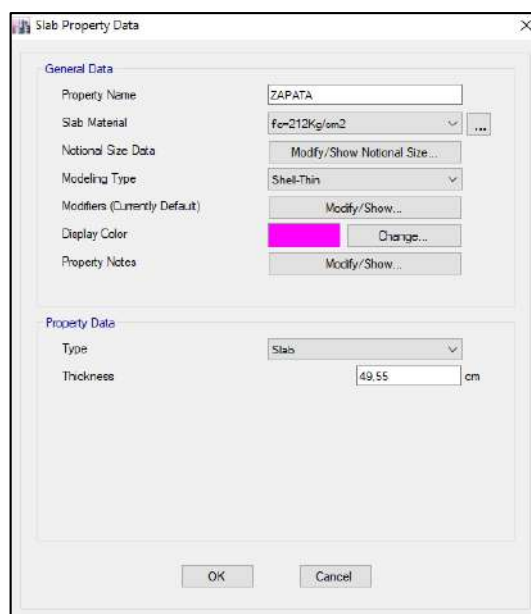 Slab Property Data
General Data
Property Name ZAPATA
Slab Material fc=212Kg/cm2 ...
Notional Size Data Modify/Show Notional Size...
Modeling Type Shell-Thin
Modifiers (Currently Default) Modify/Show...
Display Color Change...
Property Notes Modify/Show...
Property Data
Type Slab
Thickness 49,55 cm
OK Cancel